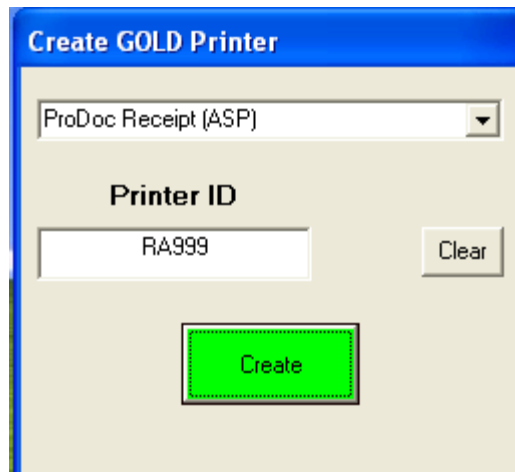 Create GOLD Printer
ProDoc Receipt (ASP)
Printer ID
RA999
Clear
Create